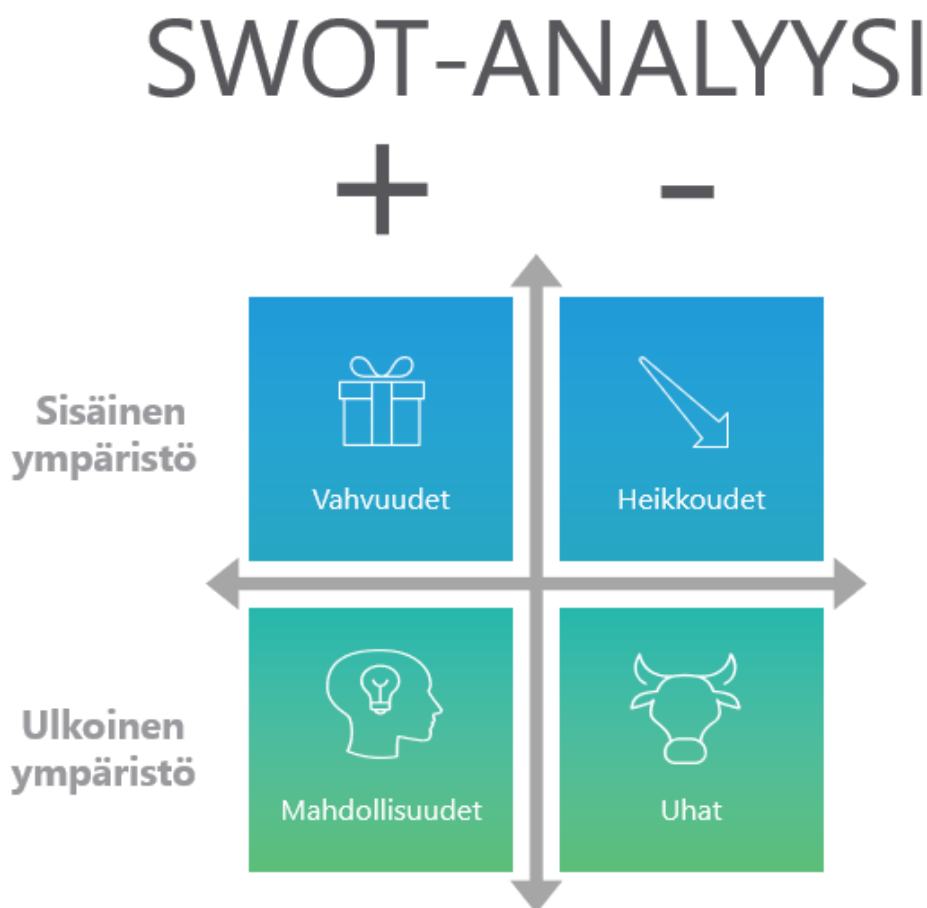 SWOT-ANALYYSI
+ -
Sisäinen
ympäristö
Vahvuudet
Heikkoudet
Ulkoinen
ympäristö
Mahdollisuudet
Uhat